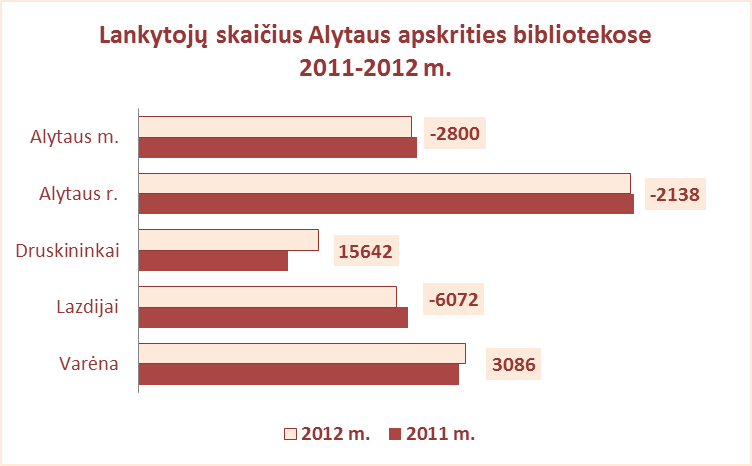 Lankytojų skaičius Alytaus apskrities bibliotekose
2011-2012 m.
Alytaus m.
-2800
Alytaus r.
-2138
Druskininkai
15642
Lazdijai
-6072
Varėna
3086
2012 m.
2011 m.